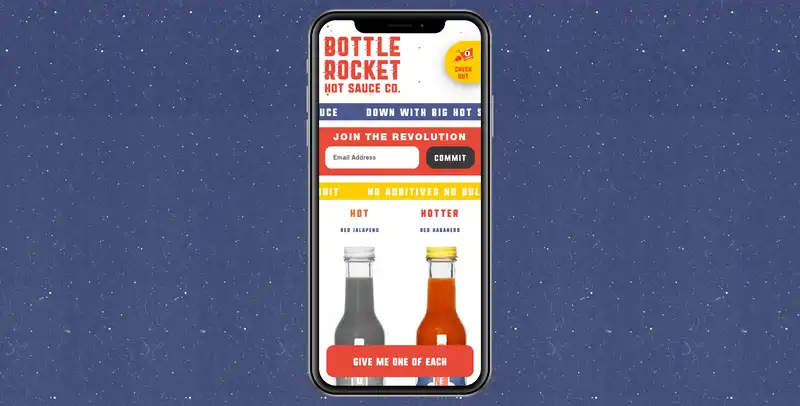 BOTTLE
ROCKET
HOT SAUCE CO.
CHECK
OUT
UCE DOWN WITH BIG HOT S
JOIN THE REVOLUTION
Email Address
COMMIT
NO ADDITIVES NO BUL
HOT
HOTTER
RED JALAPENO
RED HABANERO
GIVE ME ONE OF EACH